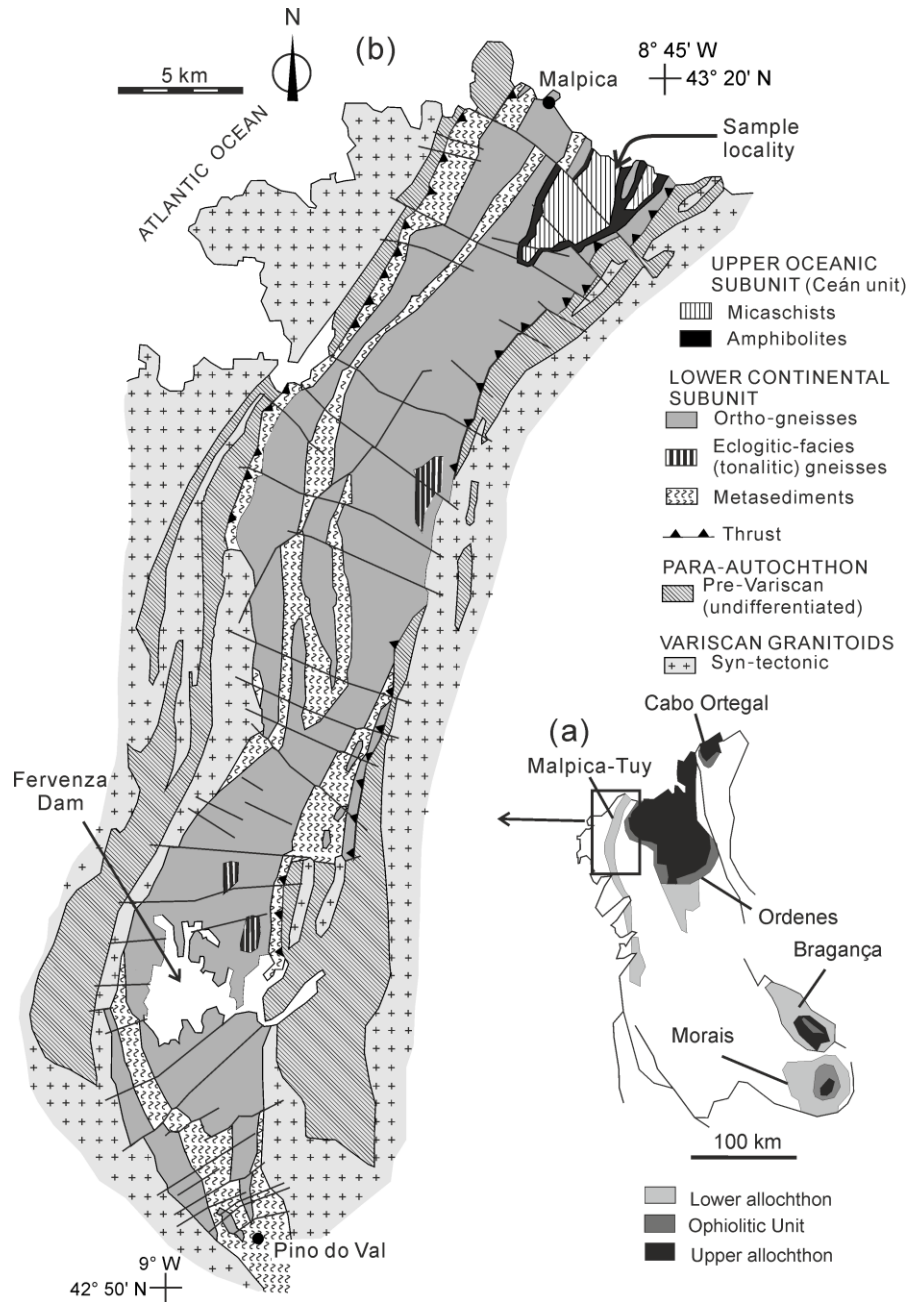 N
(b)
5 km
8° 45' W
43° 20' N
Malpica
Sample
locality
ATLANTIC OCEAN
UPPER OCEANIC
SUBUNIT (Ceán unit)
Micaschists
Amphibolites
LOWER CONTINENTAL
SUBUNIT
Ortho-gneisses
Eclogitic-facies
(tonalitic) gneisses
Metasediments
Thrust
PARA-AUTOCHTHON
Pre-Variscan
(undifferentiated)
VARISCAN GRANITOIDS
Syn-tectonic
Cabo Ortegal
(a)
Malpica-Tuy
Fervenza
Dam
Ordenes
Bragança
Morais
100 km
Lower allochthon
Ophiolitic Unit
Upper allochthon
Pino do Val
9° W
42° 50' N